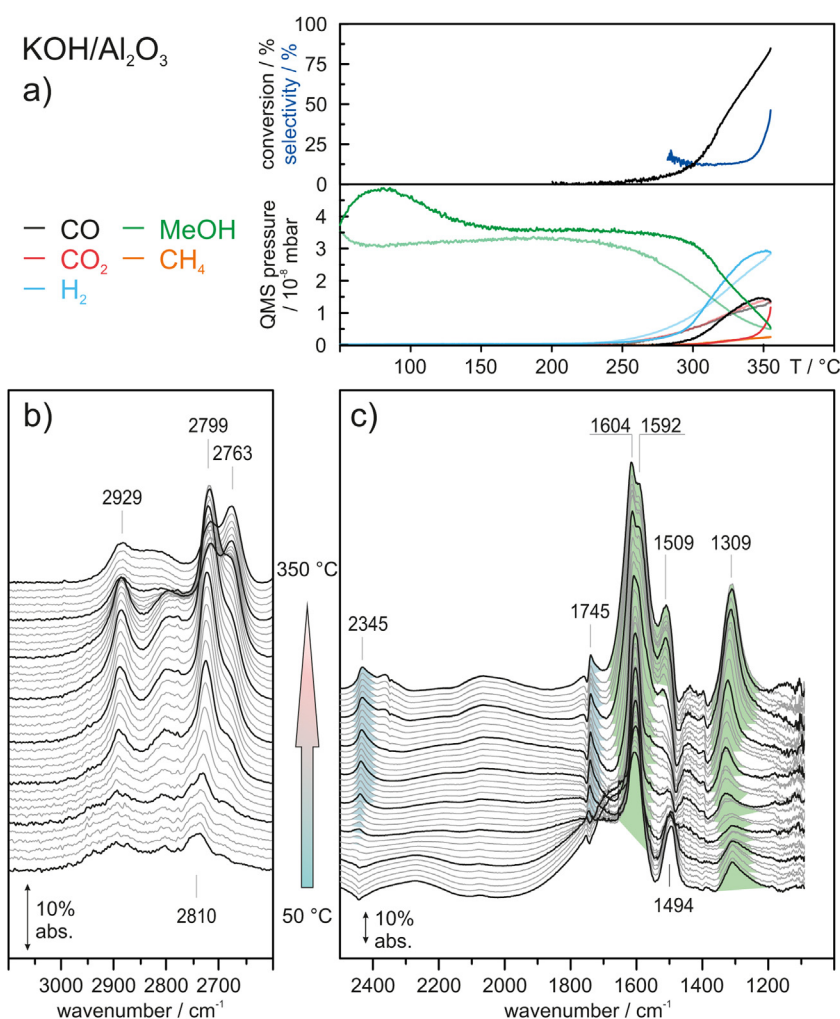 KOH/Al₂O₃
a)
conversion / %
selectivity / %
100
75
50
25
0
CO
MeOH
CO₂
CH₄
H₂
QMS pressure
/ 10⁻⁸ mbar
4
3
2
1
0
100
150
200
250
300
350
T / °C
b)
2799
2763
2929
2810
10%
abs.
3000
2900
2800
2700
wavenumber / cm⁻¹
350 °C
50 °C
c)
1604
1592
1509
1309
2345
1745
1494
10%
abs.
2400
2200
2000
1800
1600
1400
1200
wavenumber / cm⁻¹